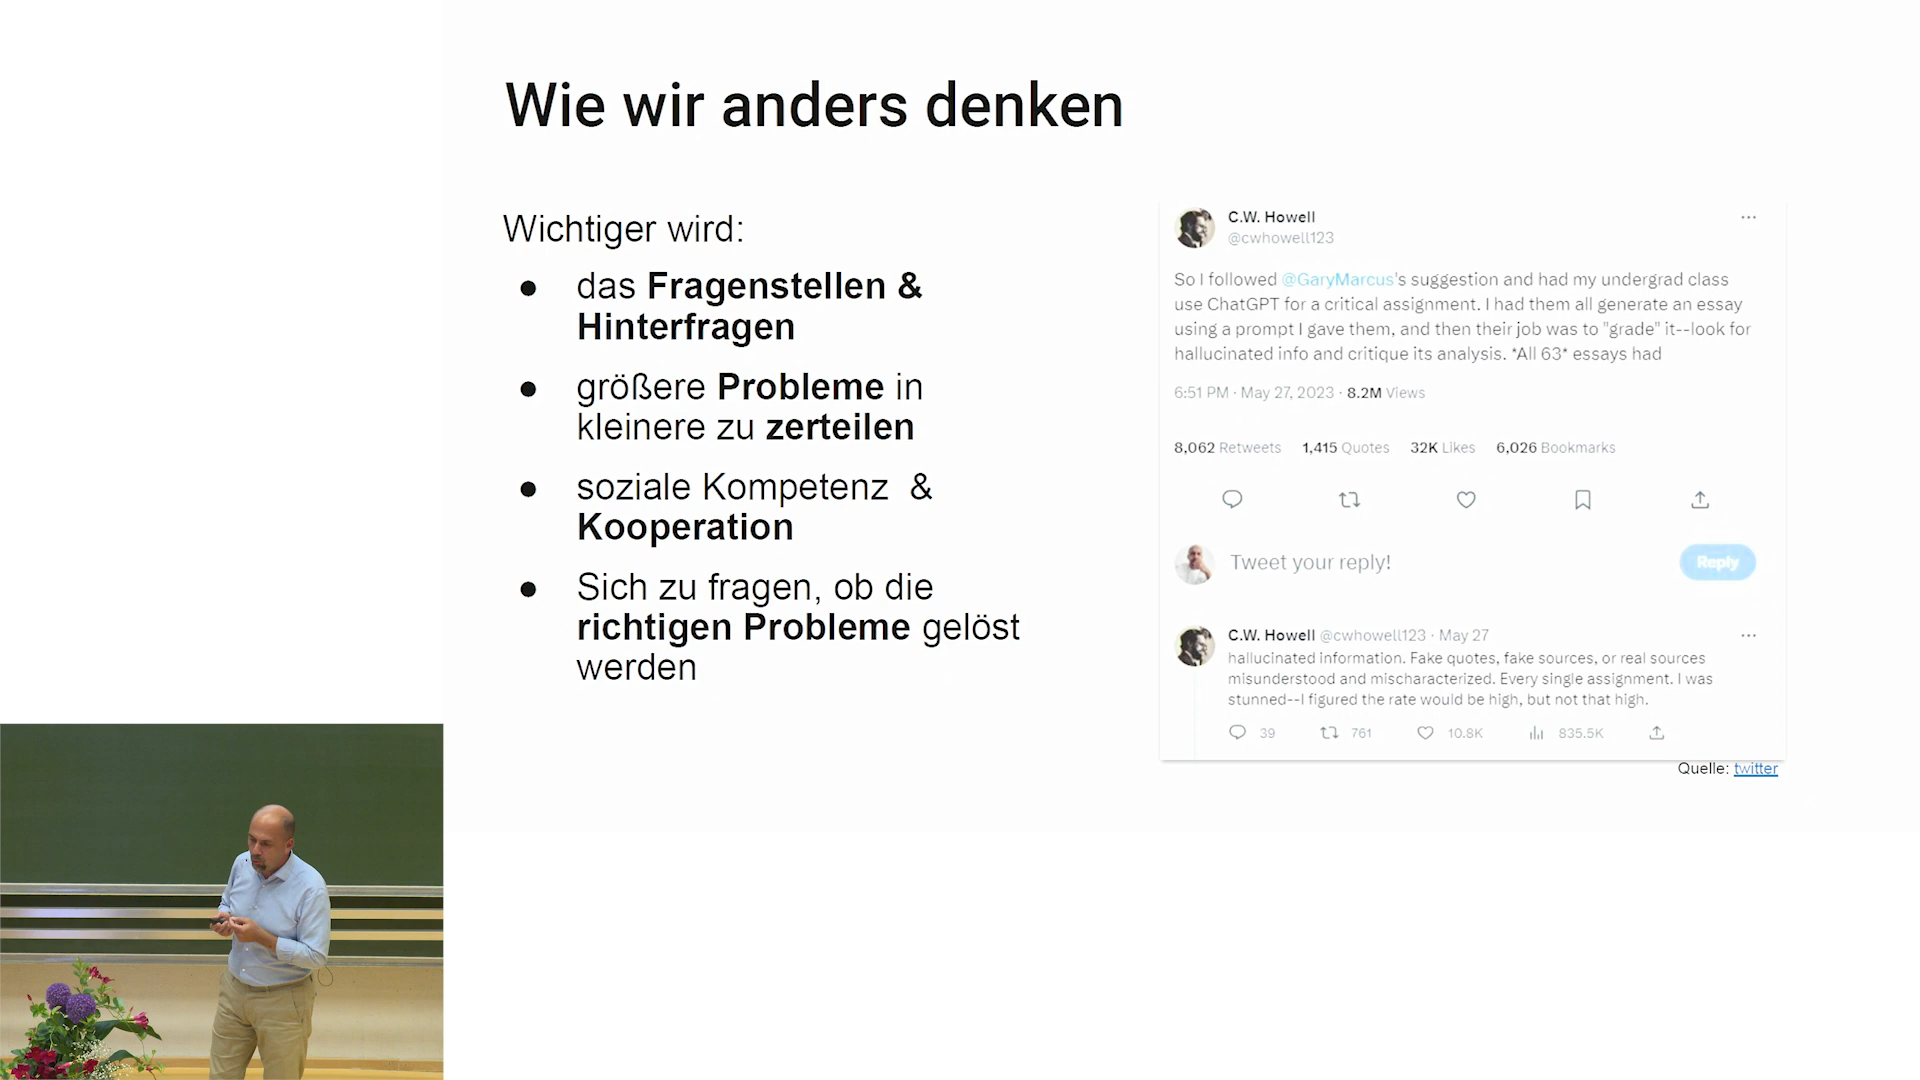 Wie wir anders denken
Wichtiger wird:
● das Fragenstellen &
Hinterfragen
● größere Probleme in
kleinere zu zerteilen
● soziale Kompetenz &
Kooperation
● Sich zu fragen, ob die
richtigen Probleme gelöst
werden
C.W. Howell
@cwhowell123
So I followed @GaryMarcus's suggestion and had my undergrad class
use ChatGPT for a critical assignment. I had them all generate an essay
using a prompt I gave them, and then their job was to "grade" it--look for
hallucinated info and critique its analysis. *All 63* essays had
6:51 PM · May 27, 2023 · 8.2M Views
8,062 Retweets 1,415 Quotes 32K Likes 6,026 Bookmarks
Tweet your reply!
Reply
C.W. Howell @cwhowell123 · May 27
hallucinated information. Fake quotes, fake sources, or real sources
misunderstood and mischaracterized. Every single assignment. I was
stunned--I figured the rate would be high, but not that high.
39 761 10.8K 835.5K
Quelle: twitter